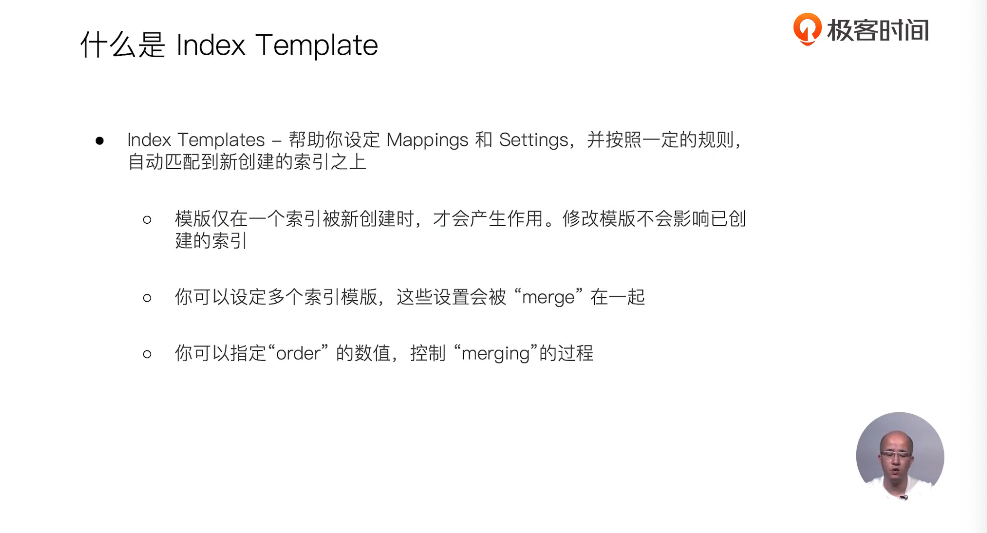 什么是 Index Template
极客时间
Index Templates – 帮助你设定 Mappings 和 Settings，并按照一定的规则，
自动匹配到新创建的索引之上
模版仅在一个索引被新创建时，才会产生作用。修改模版不会影响已创
建的索引
你可以设定多个索引模版，这些设置会被 “merge” 在一起
你可以指定“order” 的数值，控制 “merging”的过程